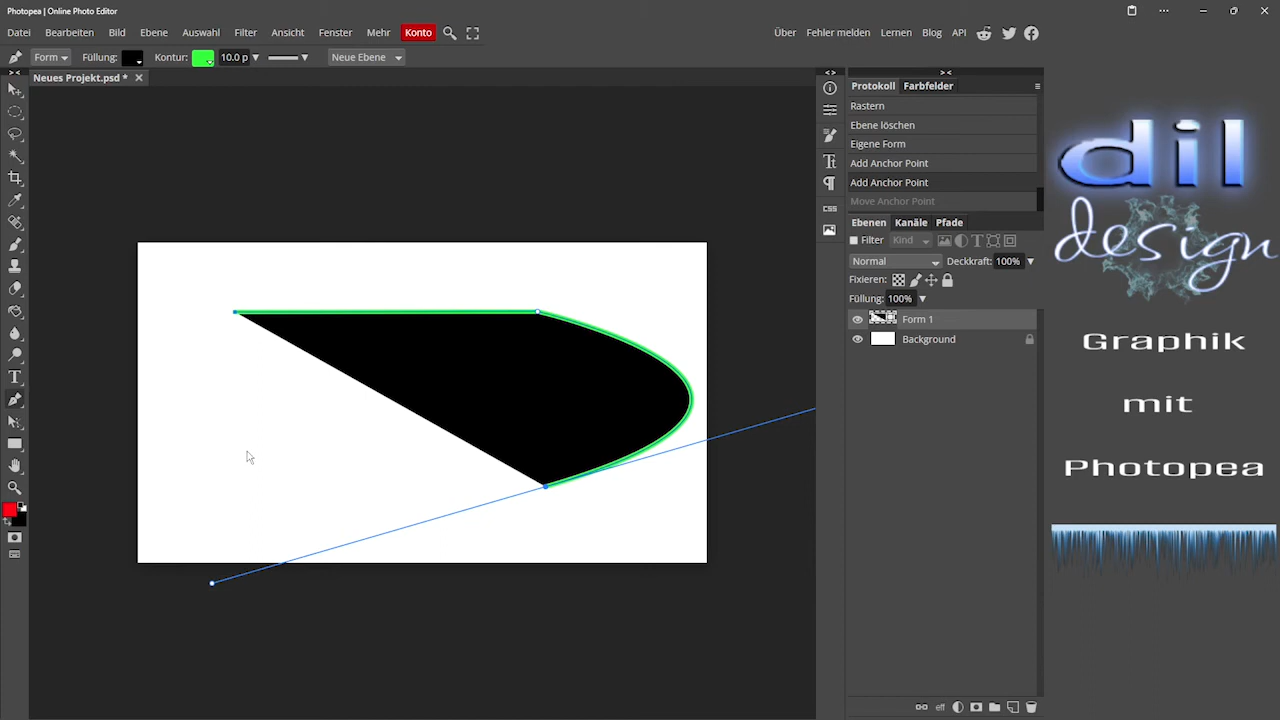 Photopea | Online Photo Editor
Datei Bearbeiten Bild Ebene Auswahl Filter Ansicht Fenster Mehr Konto Über Fehler melden Lernen Blog API
Form Füllung: Kontur: 10.0 p Neue Ebene
Neues Projekt.psd *
Protokoll Farbfelder
Rastern
Ebene löschen
Eigene Form
Add Anchor Point
Add Anchor Point
Move Anchor Point
Ebenen Kanäle Pfade
Filter Kind
Normal Deckkraft: 100%
Fixieren:
Füllung: 100%
Form 1
Background
CSS
eff
dil
design
Graphik
mit
Photopea